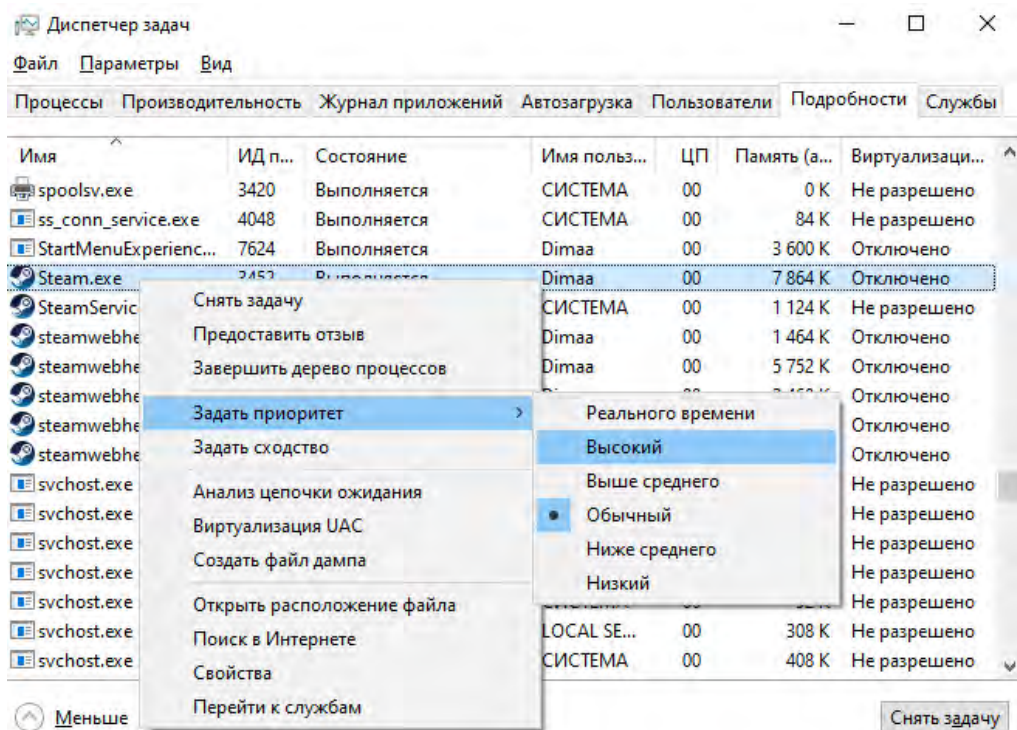 Диспетчер задач
Файл Параметры Вид
Процессы Производительность Журнал приложений Автозагрузка Пользователи Подробности Службы
Имя ИД п... Состояние Имя польз... ЦП Память (а... Виртуализаци...
spoolsv.exe 3420 Выполняется СИСТЕМА 00 0 K Не разрешено
ss_conn_service.exe 4048 Выполняется СИСТЕМА 00 84 K Не разрешено
StartMenuExperienc... 7624 Выполняется Dimaa 00 3 600 K Отключено
Steam.exe 3452 Выполняется Dimaa 00 7 864 K Отключено
SteamServic СИСТЕМА 00 1 124 K Не разрешено
steamwebhe Dimaa 00 1 464 K Отключено
steamwebhe Dimaa 00 5 752 K Отключено
steamwebhe Отключено
steamwebhe Отключено
steamwebhe Отключено
svchost.exe Не разрешено
svchost.exe Не разрешено
svchost.exe Не разрешено
svchost.exe Не разрешено
svchost.exe Не разрешено
svchost.exe LOCAL SE... 00 308 K Не разрешено
svchost.exe СИСТЕМА 00 408 K Не разрешено
Снять задачу
Предоставить отзыв
Завершить дерево процессов
Задать приоритет
Задать сходство
Анализ цепочки ожидания
Виртуализация UAC
Создать файл дампа
Открыть расположение файла
Поиск в Интернете
Свойства
Перейти к службам
Реального времени
Высокий
Выше среднего
Обычный
Ниже среднего
Низкий
Меньше
Снять задачу